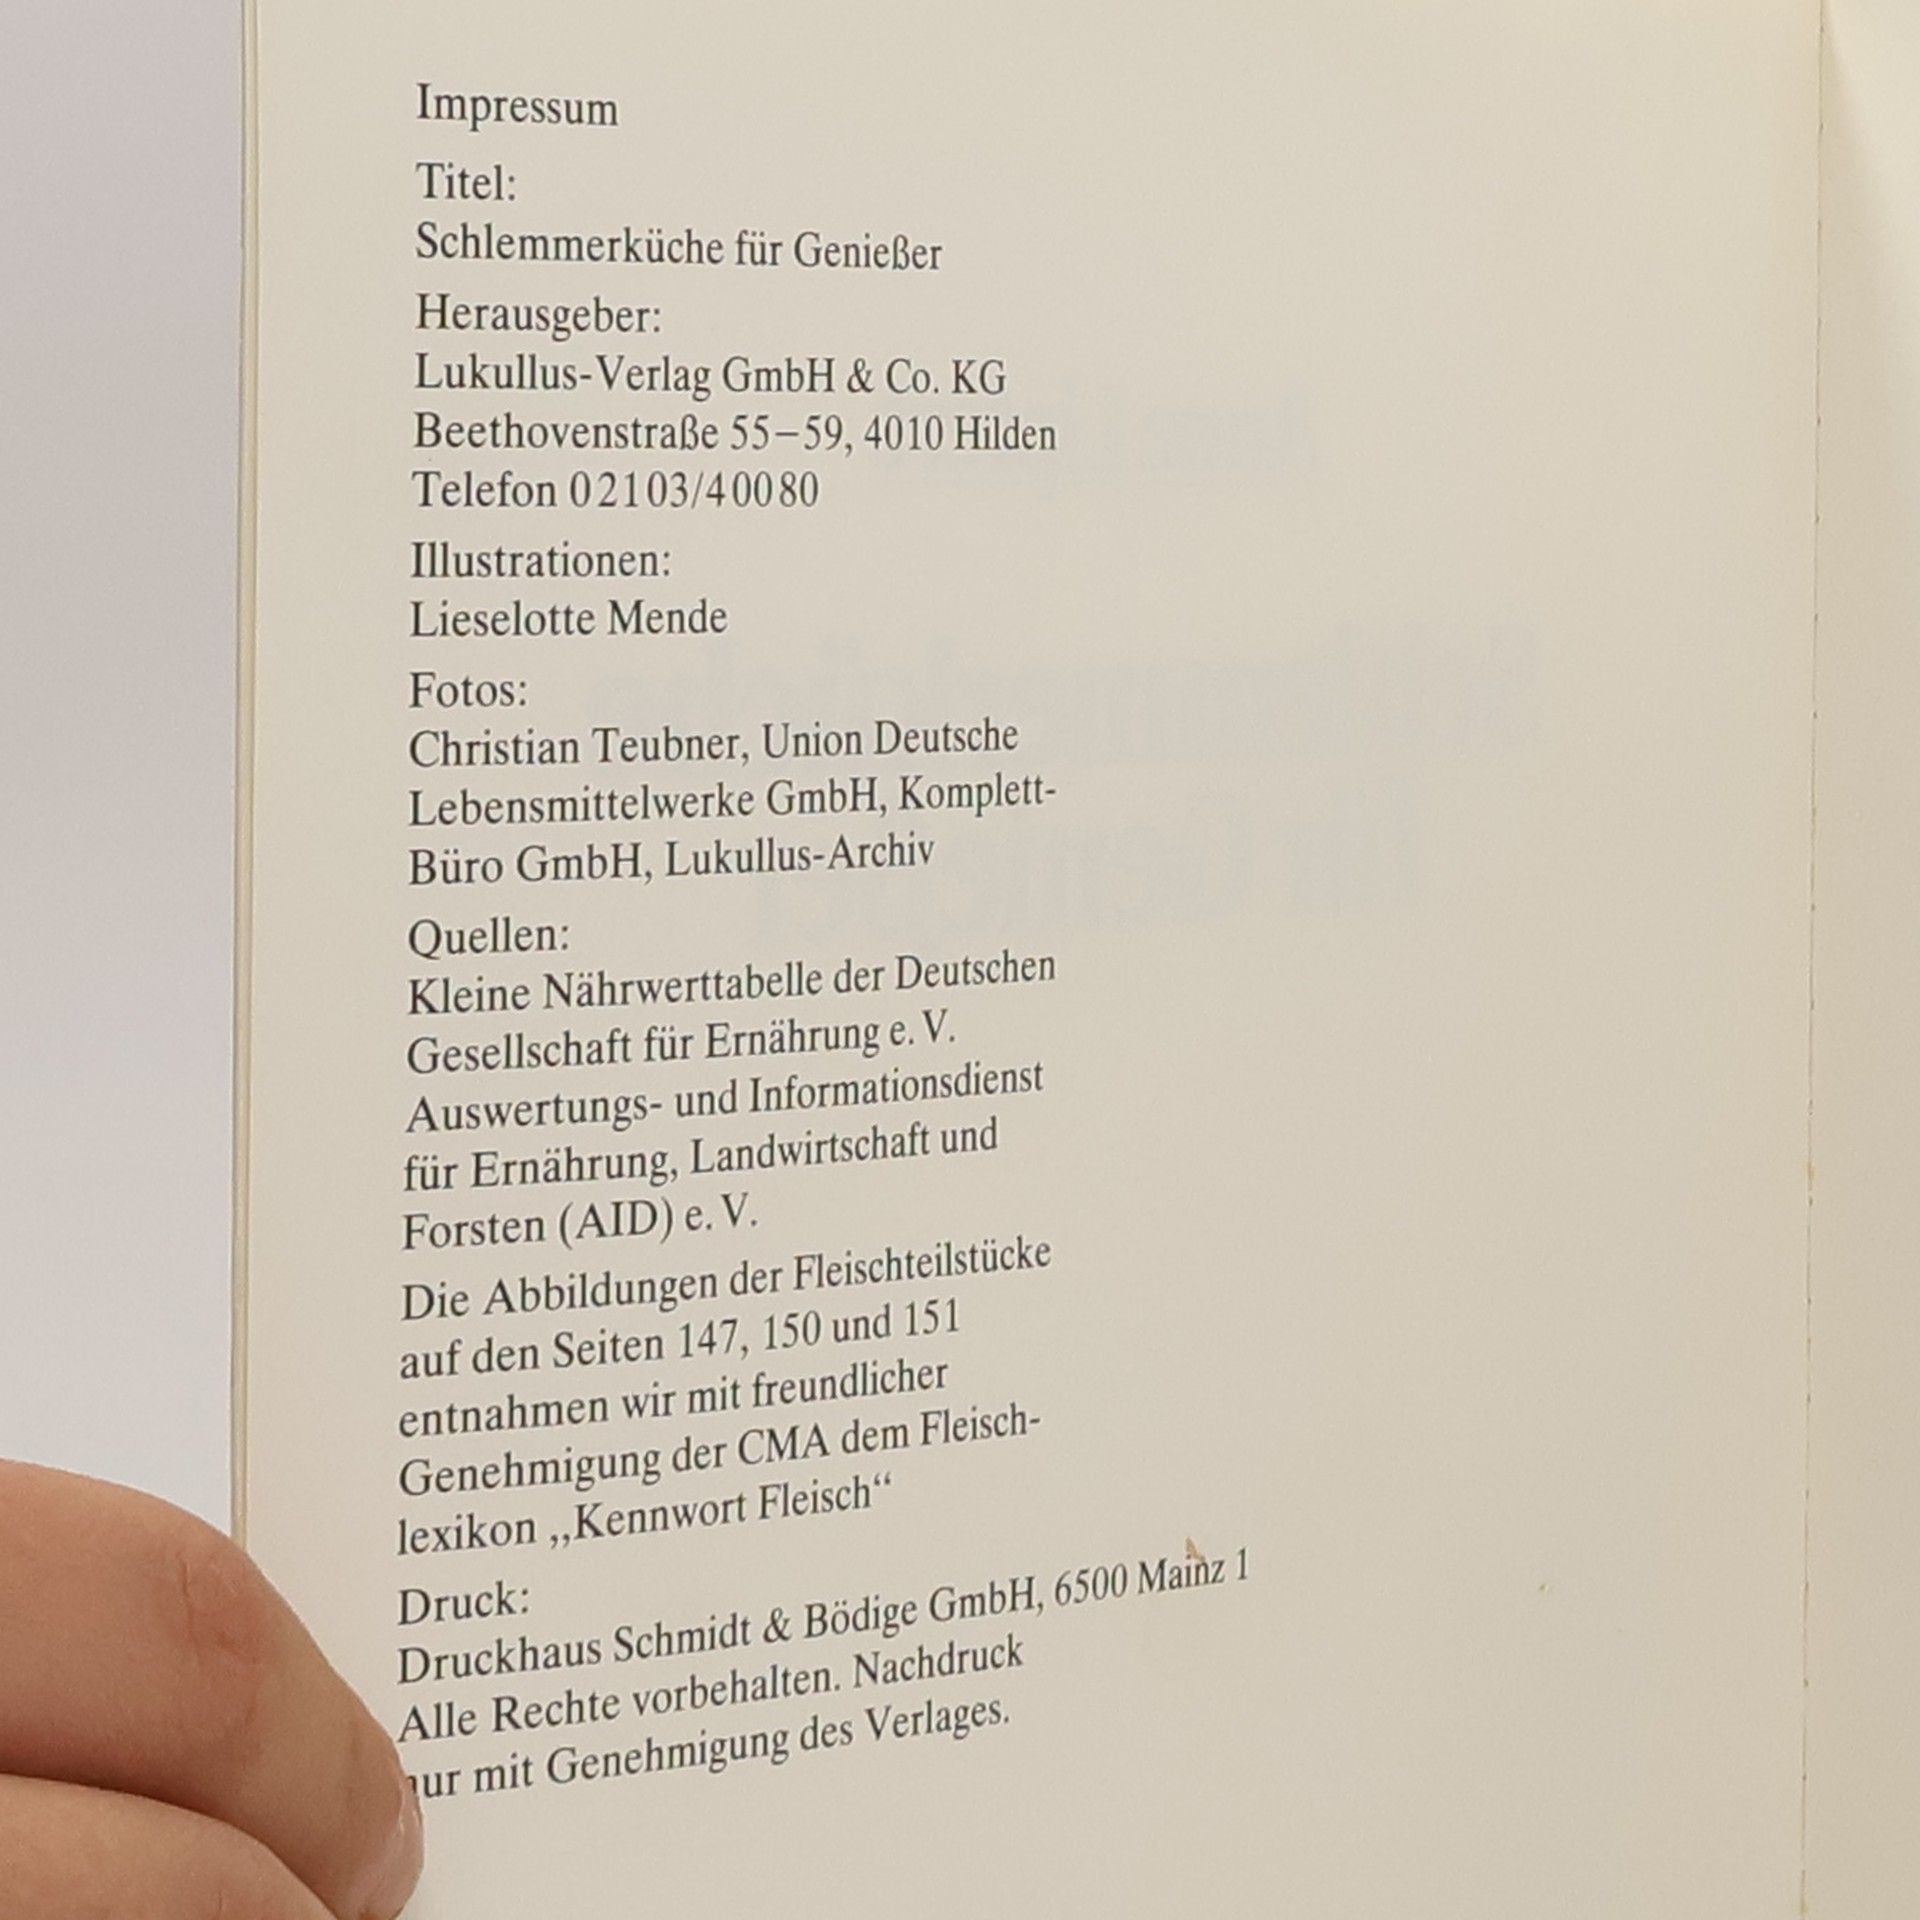 Impressum
Titel:
Schlemmerküche für Genießer
Herausgeber:
Lukullus-Verlag GmbH & Co. KG
Beethovenstraße 55–59, 4010 Hilden
Telefon 02103/40080
Illustrationen:
Lieselotte Mende
Fotos:
Christian Teubner, Union Deutsche
Lebensmittelwerke GmbH, Komplett-
Büro GmbH, Lukullus-Archiv
Quellen:
Kleine Nährwerttabelle der Deutschen
Gesellschaft für Ernährung e. V.
Auswertungs- und Informationsdienst
für Ernährung, Landwirtschaft und
Forsten (AID) e. V.
Die Abbildungen der Fleischteilstücke
auf den Seiten 147, 150 und 151
entnahmen wir mit freundlicher
Genehmigung der CMA dem Fleisch-
lexikon „Kennwort Fleisch“
Druck:
Druckhaus Schmidt & Bödige GmbH, 6500 Mainz 1
Alle Rechte vorbehalten. Nachdruck
nur mit Genehmigung des Verlages.